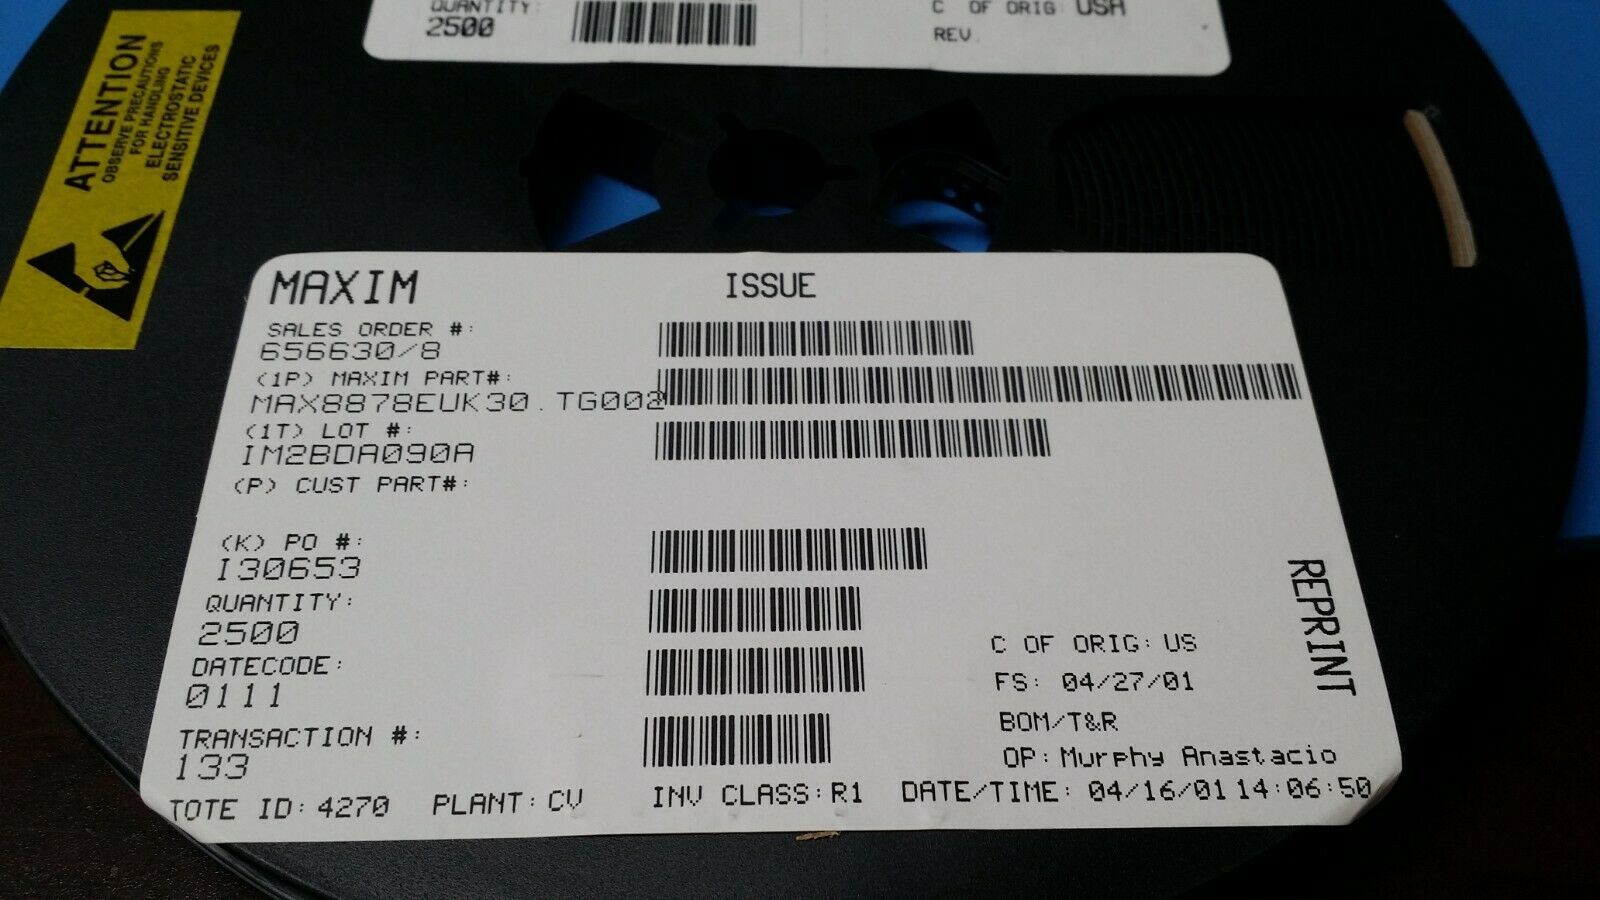 QUANTITY:
2500
C OF ORIG: USA
REV.
ATTENTION
OBSERVE PRECAUTIONS
FOR HANDLING
ELECTROSTATIC
SENSITIVE DEVICES
MAXIM
ISSUE
SALES ORDER #:
656630/8
(1P) MAXIM PART#:
MAX8878EUK30.TG002
(1T) LOT #:
IM2BDA090A
(P) CUST PART#:
(K) PO #:
I30653
QUANTITY:
2500
DATECODE:
0111
TRANSACTION #:
133
C OF ORIG: US
FS: 04/27/01
BOM/T&R
OP: Murphy Anastacio
REPRINT
TOTE ID: 4270 PLANT: CV INV CLASS: R1 DATE/TIME: 04/16/01 14:06:50